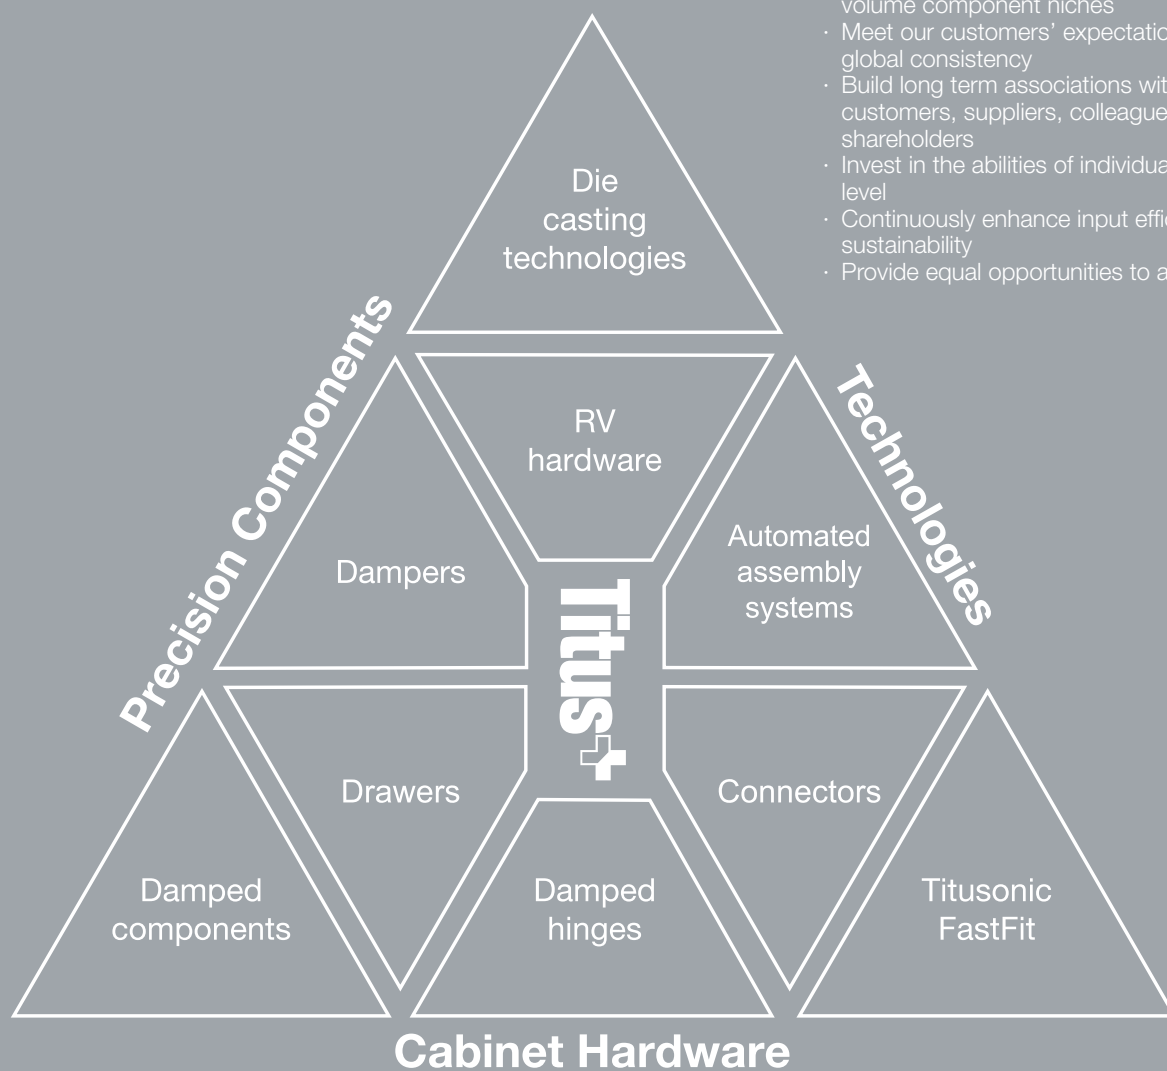 volume component niches
· Meet our customers’ expectatio
global consistency
· Build long term associations wit
customers, suppliers, colleague
shareholders
· Invest in the abilities of individua
level
· Continuously enhance input effi
sustainability
· Provide equal opportunities to a
Die
casting
technologies
Precision Components
Technologies
RV
hardware
Dampers
Automated
assembly
systems
Titus+
Drawers
Connectors
Damped
components
Damped
hinges
Titusonic
FastFit
Cabinet Hardware